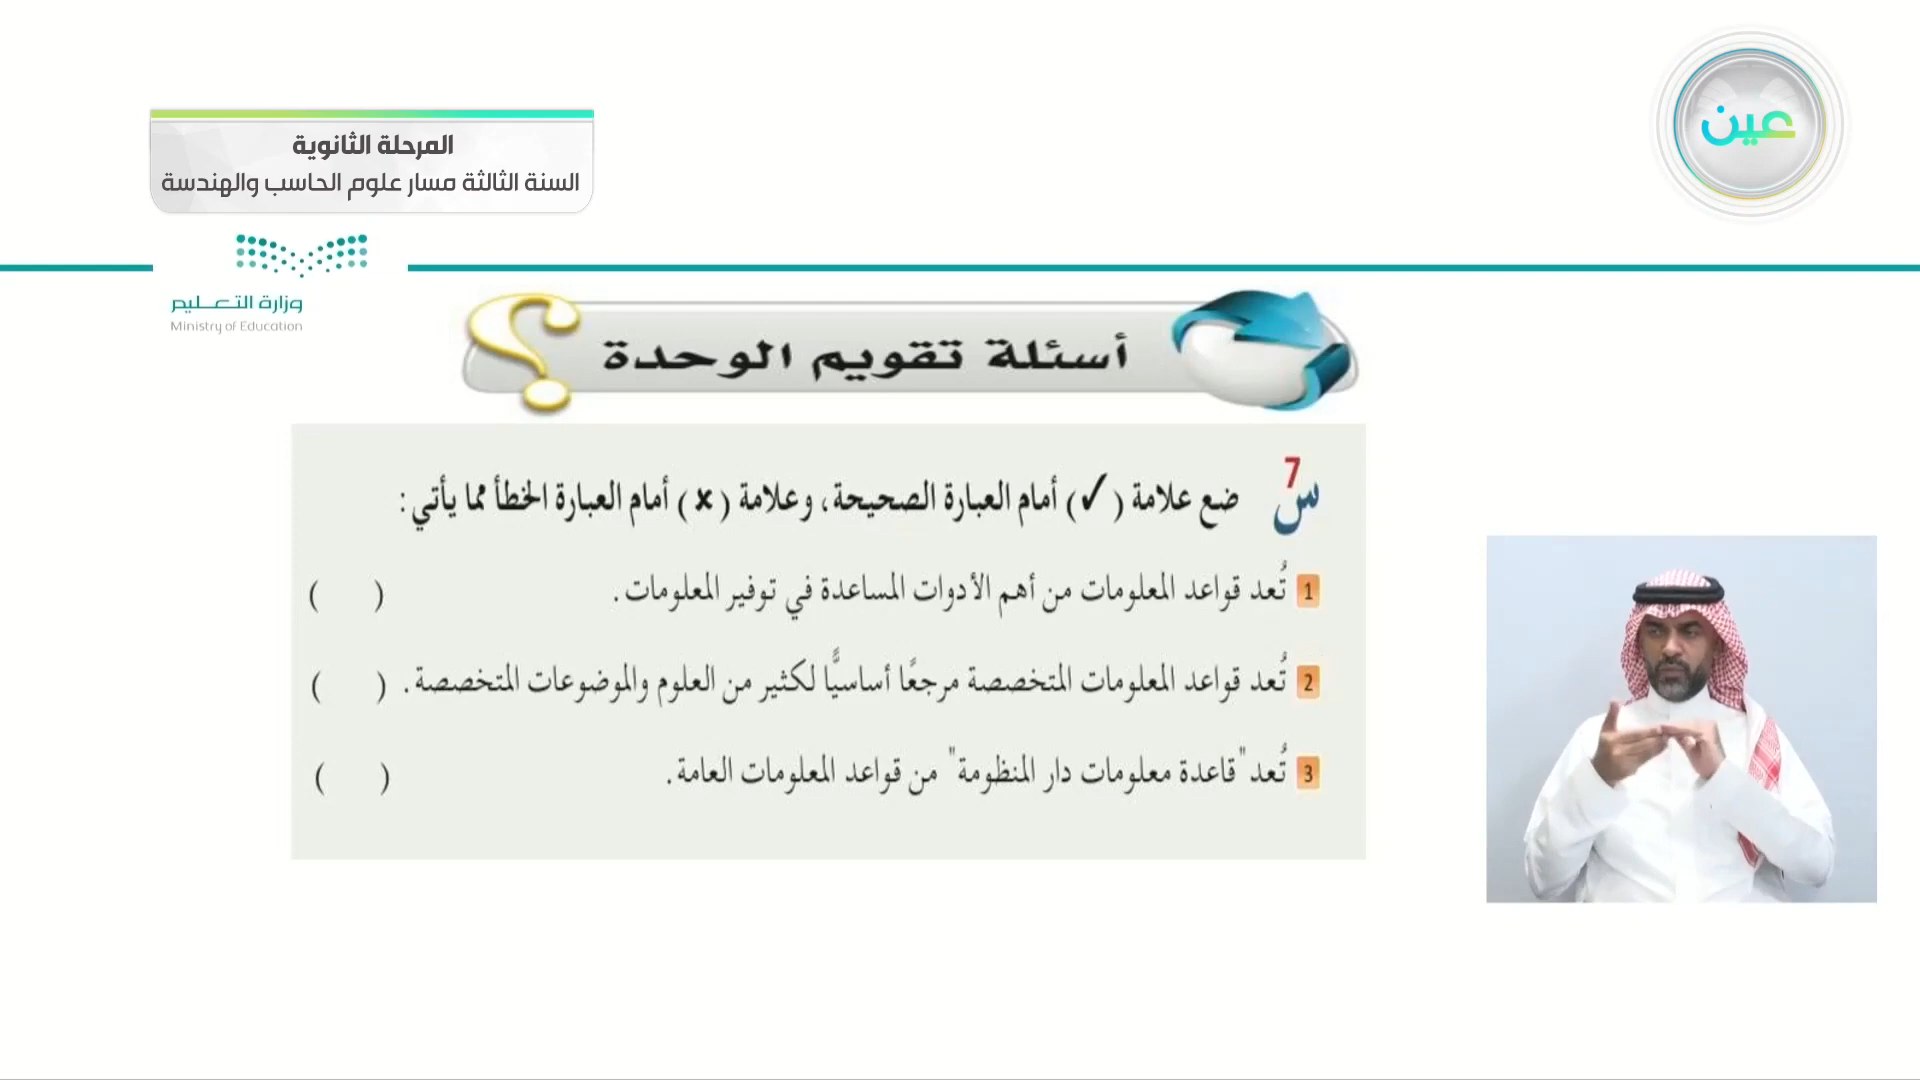 عين
المرحلة الثانوية
السنة الثالثة مسار علوم الحاسب والهندسة
وزارة التعليم
Ministry of Education
أسئلة تقويم الوحدة ؟
س7 ضع علامة (✓) أمام العبارة الصحيحة، وعلامة (✘) أمام العبارة الخطأ مما يأتي:
1 تُعد قواعد المعلومات من أهم الأدوات المساعدة في توفير المعلومات. ( )
2 تُعد قواعد المعلومات المتخصصة مرجعًا أساسيًّا لكثير من العلوم والموضوعات المتخصصة. ( )
3 تُعد "قاعدة معلومات دار المنظومة" من قواعد المعلومات العامة. ( )